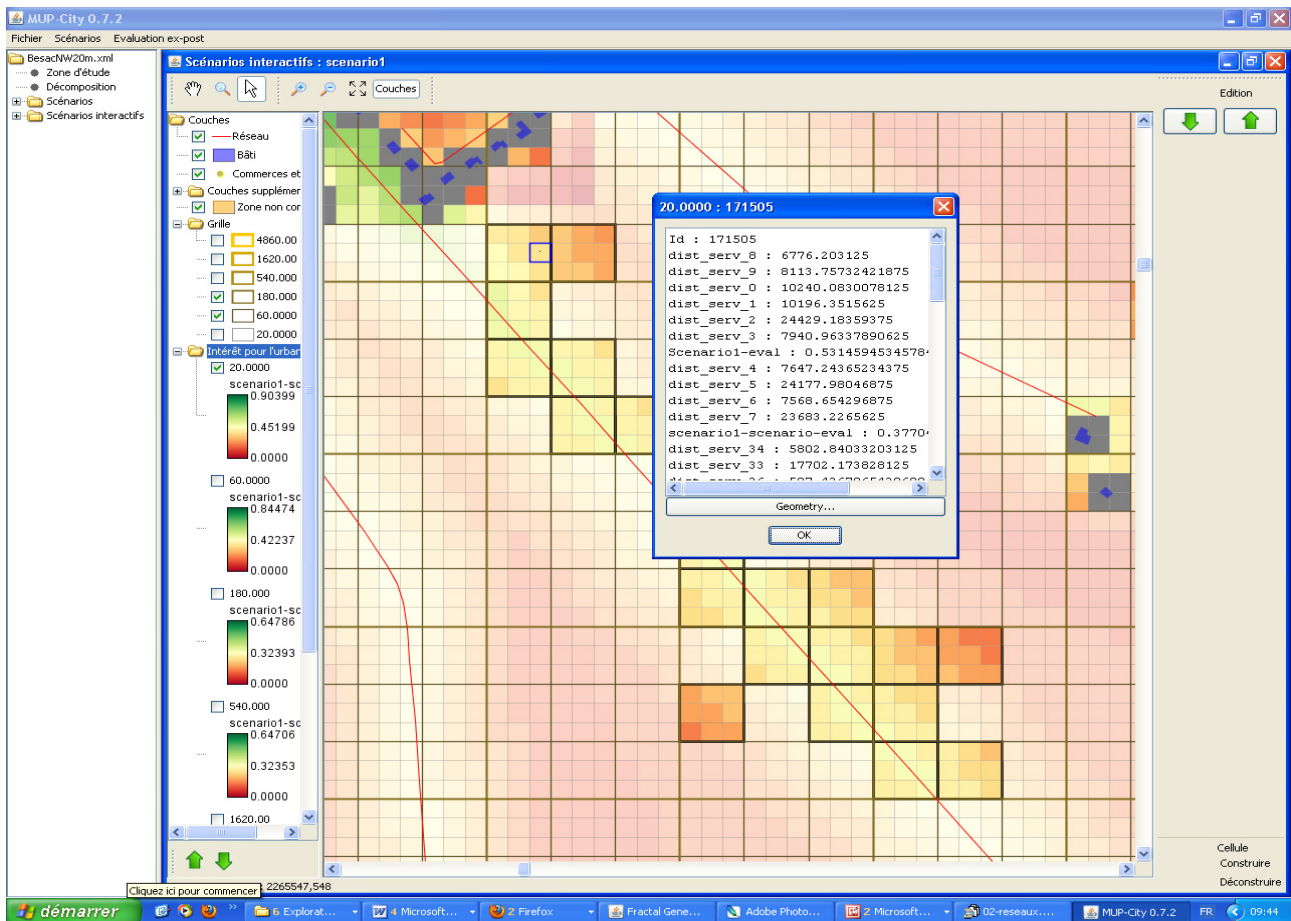 MUP-City 0.7.2
Fichier Scénarios Evaluation ex-post
BesacNW20m.xml
Zone d'étude
Décomposition
Scénarios
Scénarios interactifs
Scénarios interactifs : scenario1
Couches
Edition
Couches
Réseau
Bâti
Commerces et
Couches supplémer
Zone non cor
Grille
4860.00
1620.00
540.000
180.000
60.0000
20.0000
Intérêt pour l'urbar
20.0000
scenario1-sc
0.90399
0.45199
0.0000
60.0000
scenario1-sc
0.84474
0.42237
0.0000
180.000
scenario1-sc
0.64786
0.32393
0.0000
540.000
scenario1-sc
0.64706
0.32353
0.0000
1620.00
20.0000 : 171505
Id : 171505
dist_serv_8 : 6776.203125
dist_serv_9 : 8113.75732421875
dist_serv_0 : 10240.0830078125
dist_serv_1 : 10196.3515625
dist_serv_2 : 24429.18359375
dist_serv_3 : 7940.96337890625
Scenario1-eval : 0.53145945345784
dist_serv_4 : 7647.24365234375
dist_serv_5 : 24177.98046875
dist_serv_6 : 7568.654296875
dist_serv_7 : 23683.2265625
scenario1-scenario-eval : 0.3770
dist_serv_34 : 5802.84033203125
dist_serv_33 : 17702.173828125
Geometry...
OK
Cellule
Construire
Déconstruire
Cliquez ici pour commencer
: 2265547,548
démarrer
6 Explorat...
4 Microsoft...
2 Firefox
Fractal Gene...
Adobe Photo...
2 Microsoft...
02-reseaux....
MUP-City 0.7.2
FR
09:44